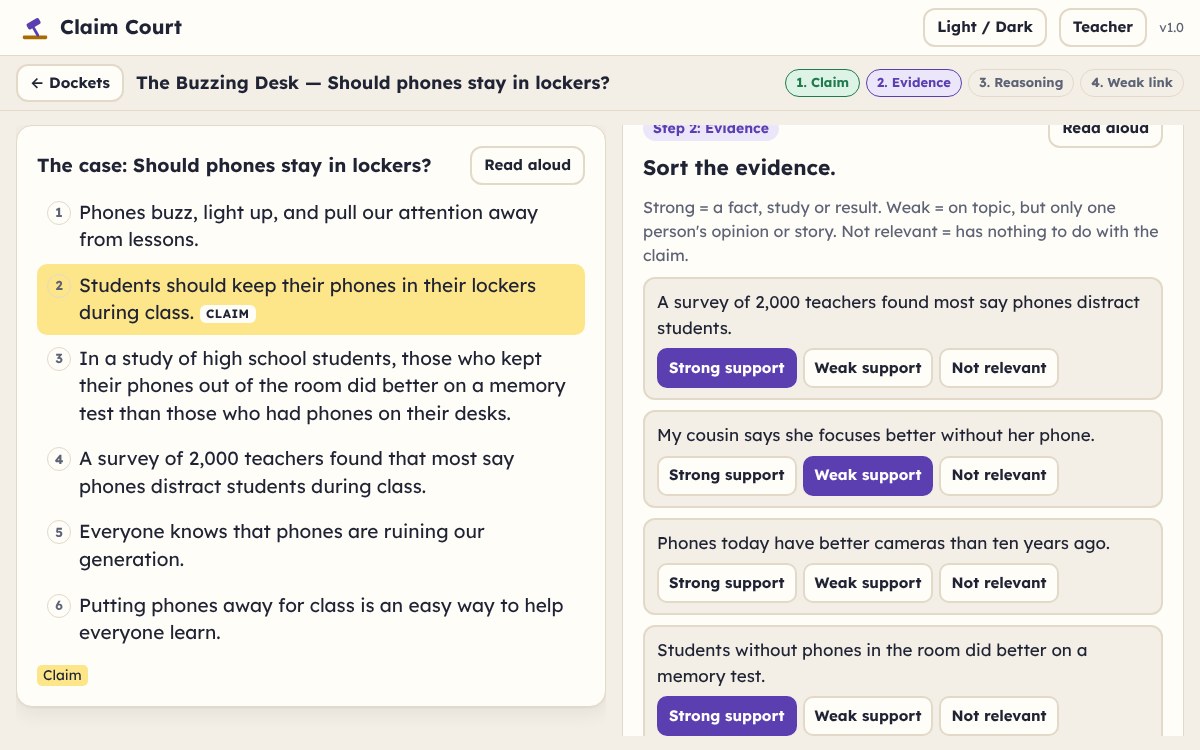 Claim Court
Light / Dark
Teacher
v1.0
← Dockets
The Buzzing Desk — Should phones stay in lockers?
1. Claim
2. Evidence
3. Reasoning
4. Weak link
The case: Should phones stay in lockers?
Read aloud
1
Phones buzz, light up, and pull our attention away
from lessons.
2
Students should keep their phones in their lockers
during class. CLAIM
3
In a study of high school students, those who kept
their phones out of the room did better on a memory
test than those who had phones on their desks.
4
A survey of 2,000 teachers found that most say
phones distract students during class.
5
Everyone knows that phones are ruining our
generation.
6
Putting phones away for class is an easy way to help
everyone learn.
Claim
Step 2: Evidence
Read aloud
Sort the evidence.
Strong = a fact, study or result. Weak = on topic, but only one
person's opinion or story. Not relevant = has nothing to do with the
claim.
A survey of 2,000 teachers found most say phones distract
students.
Strong support
Weak support
Not relevant
My cousin says she focuses better without her phone.
Strong support
Weak support
Not relevant
Phones today have better cameras than ten years ago.
Strong support
Weak support
Not relevant
Students without phones in the room did better on a
memory test.
Strong support
Weak support
Not relevant